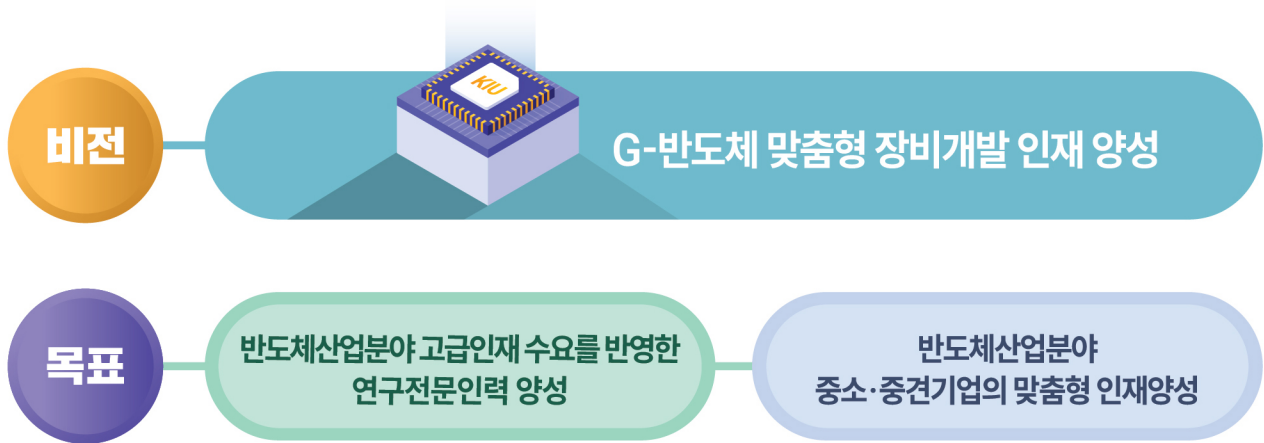 비전
KIU
G-반도체 맞춤형 장비개발 인재 양성
목표
반도체산업분야 고급인재 수요를 반영한
연구전문인력 양성
반도체산업분야
중소·중견기업의 맞춤형 인재양성